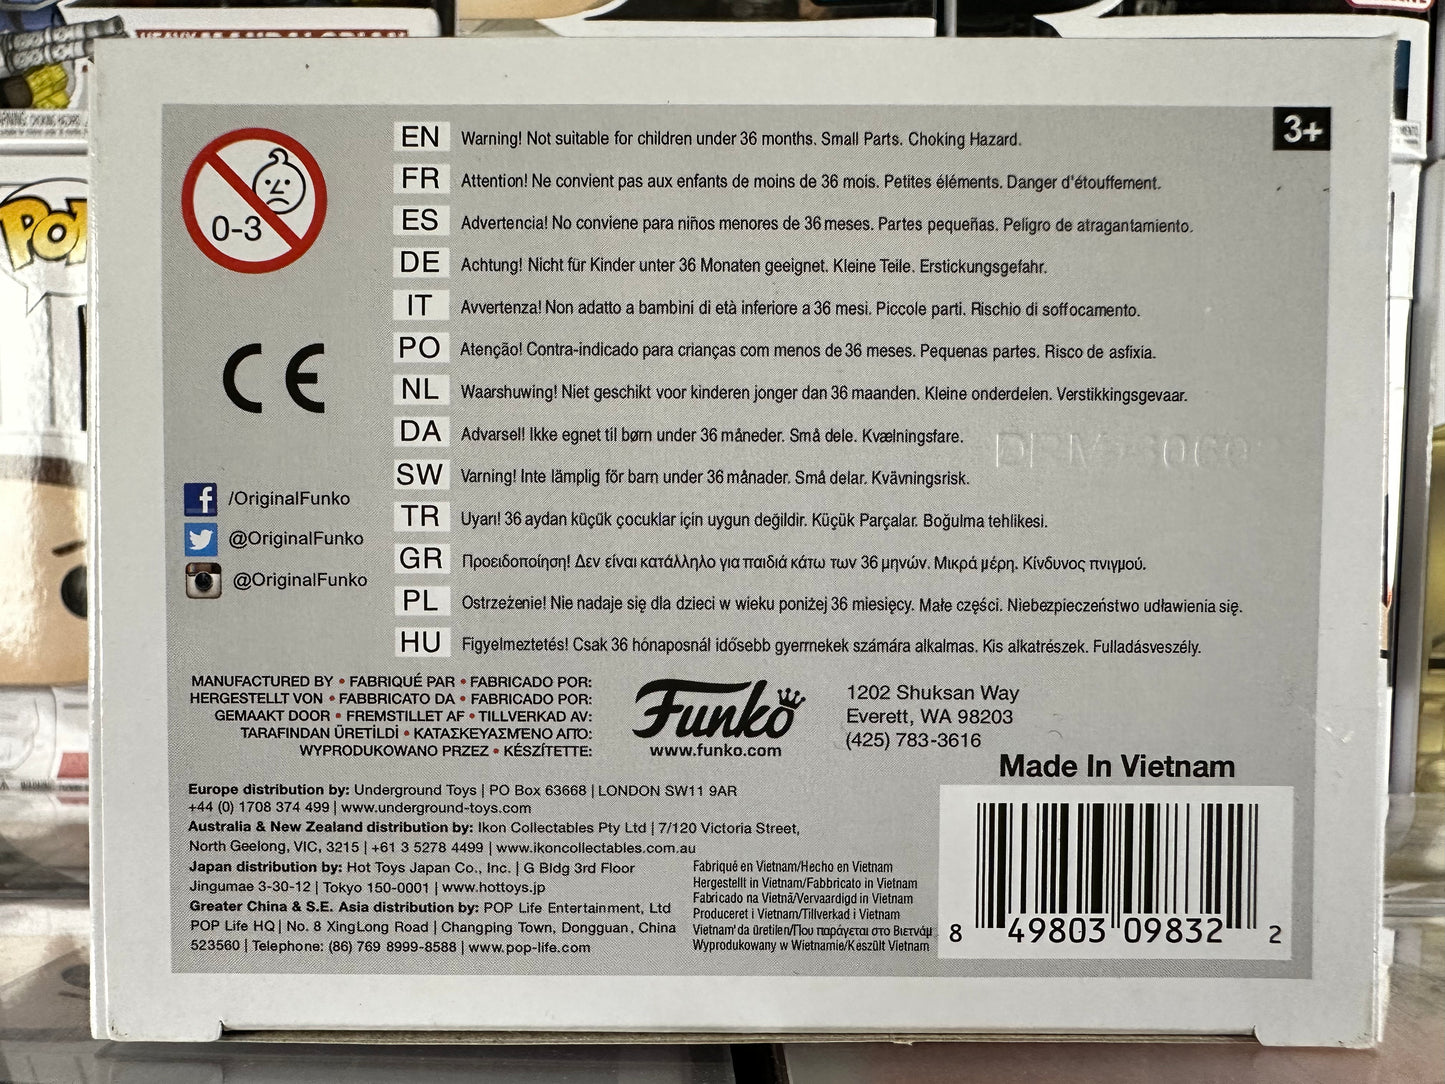 HEAVY MANDALORIAN
POP
3+
0-3
EN Warning! Not suitable for children under 36 months. Small Parts. Choking Hazard.
FR Attention! Ne convient pas aux enfants de moins de 36 mois. Petites éléments. Danger d'étouffement.
ES Advertencia! No conviene para niños menores de 36 meses. Partes pequeñas. Peligro de atragantamiento.
DE Achtung! Nicht für Kinder unter 36 Monaten geeignet. Kleine Teile. Erstickungsgefahr.
IT Avvertenza! Non adatto a bambini di età inferiore a 36 mesi. Piccole parti. Rischio di soffocamento.
PO Atenção! Contra-indicado para crianças com menos de 36 meses. Pequenas partes. Risco de asfixia.
NL Waarshuwing! Niet geschikt voor kinderen jonger dan 36 maanden. Kleine onderdelen. Verstikkingsgevaar.
DA Advarsel! Ikke egnet til børn under 36 måneder. Små dele. Kvælningsfare.
SW Varning! Inte lämplig för barn under 36 månader. Små delar. Kvävningsrisk.
TR Uyarı! 36 aydan küçük çocuklar için uygun değildir. Küçük Parçalar. Boğulma tehlikesi.
GR Προειδοποίηση! Δεν είναι κατάλληλο για παιδιά κάτω των 36 μηνών. Μικρά μέρη. Κίνδυνος πνιγμού.
PL Ostrzeżenie! Nie nadaje się dla dzieci w wieku poniżej 36 miesięcy. Małe części. Niebezpieczeństwo udławienia się.
HU Figyelmeztetés! Csak 36 hónaposnál idősebb gyermekek számára alkalmas. Kis alkatrészek. Fulladásveszély.
CE
/OriginalFunko
@OriginalFunko
@OriginalFunko
MANUFACTURED BY • FABRIQUÉ PAR • FABRICADO POR:
HERGESTELLT VON • FABBRICATO DA • FABRICADO POR:
GEMAAKT DOOR • FREMSTILLET AF • TILLVERKAD AV:
TARAFINDAN ÜRETİLDİ • ΚΑΤΑΣΚΕΥΑΣΜΈΝΟ ΑΠΌ:
WYPRODUKOWANO PRZEZ • KÉSZÍTETTE:
Funko
www.funko.com
1202 Shuksan Way
Everett, WA 98203
(425) 783-3616
Made In Vietnam
Europe distribution by: Underground Toys | PO Box 63668 | LONDON SW11 9AR
+44 (0) 1708 374 499 | www.underground-toys.com
Australia & New Zealand distribution by: Ikon Collectables Pty Ltd | 7/120 Victoria Street,
North Geelong, VIC, 3215 | +61 3 5278 4499 | www.ikoncollectables.com.au
Japan distribution by: Hot Toys Japan Co., Inc. | G Bldg 3rd Floor
Jingumae 3-30-12 | Tokyo 150-0001 | www.hottoys.jp
Greater China & S.E. Asia distribution by: POP Life Entertainment, Ltd
POP Life HQ | No. 8 XingLong Road | Changping Town, Dongguan, China
523560 | Telephone: (86) 769 8999-8588 | www.pop-life.com
Fabriqué en Vietnam/Hecho en Vietnam
Hergestellt in Vietnam/Fabbricato in Vietnam
Fabricado na Vietnã/Vervaardigd in Vietnam
Produceret i Vietnam/Tillverkad i Vietnam
Vietnam'da üretilen/Που παράγεται στο Βιετνάμ
Wyprodukowany w Wietnamie/Készült Vietnam
8 49803 09832 2